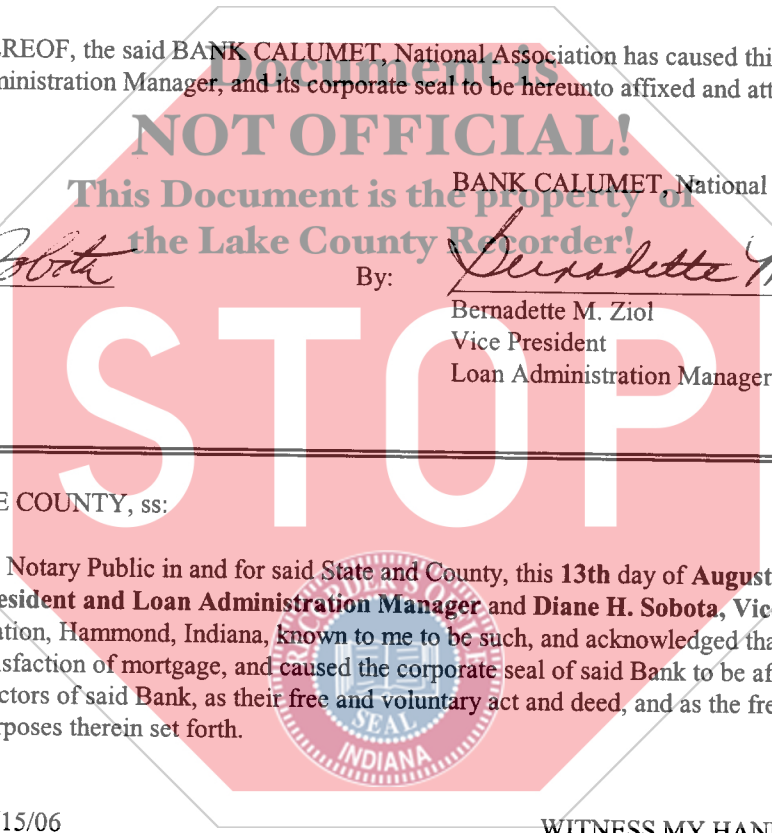 EREOF, the said BANK CALUMET, National Association has caused thi
Document is
ministration Manager, and its corporate seal to be hereunto affixed and att
NOT OFFICIAL!
This Document is the property of
BANK CALUMET, National
the Lake County Recorder!
Sobota
By: Bernadette M
Bernadette M. Ziol
Vice President
Loan Administration Manager
STOP
E COUNTY, ss:
Notary Public in and for said State and County, this 13th day of August
esident and Loan Administration Manager and Diane H. Sobota, Vic
ation, Hammond, Indiana, known to me to be such, and acknowledged tha
isfaction of mortgage, and caused the corporate seal of said Bank to be af
ctors of said Bank, as their free and voluntary act and deed, and as the fre
rposes therein set forth.
RECORDER'S OFFICE
SEAL
INDIANA
15/06
WITNESS MY HAN